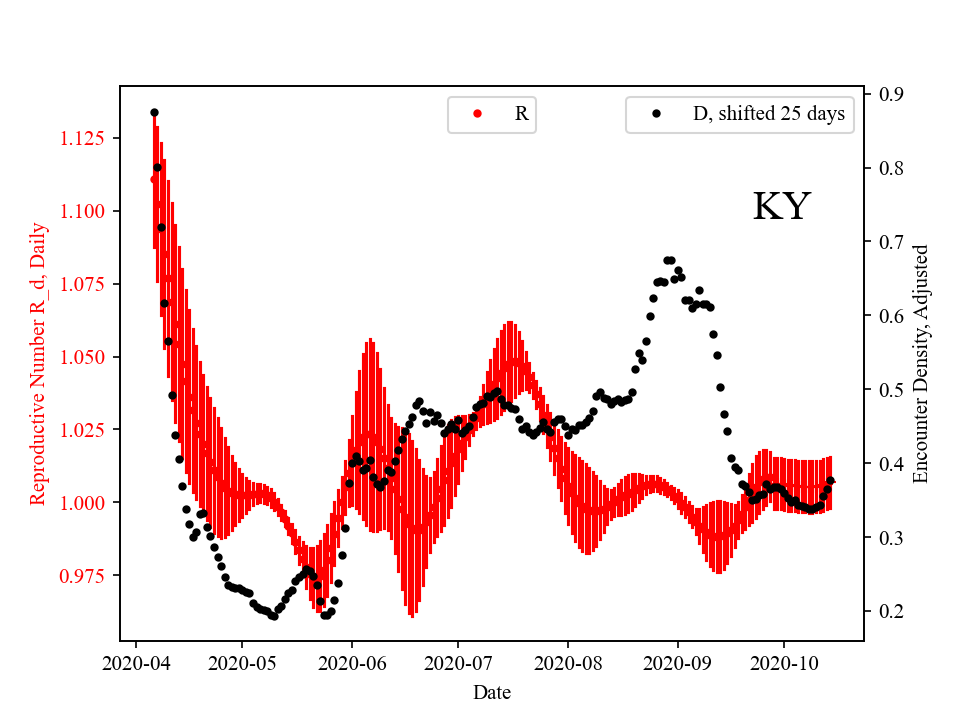 R
D, shifted 25 days
KY
Reproductive Number R_d, Daily
1.125
1.100
1.075
1.050
1.025
1.000
0.975
0.9
0.8
0.7
0.6
0.5
0.4
0.3
0.2
Encounter Density, Adjusted
2020-04 2020-05 2020-06 2020-07 2020-08 2020-09 2020-10
Date